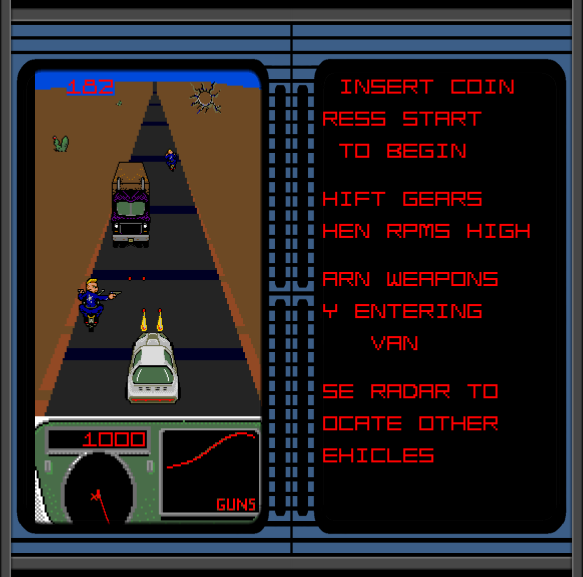 182
1000
GUNS
INSERT COIN
RESS START
TO BEGIN
HIFT GEARS
HEN RPMS HIGH
ARN WEAPONS
Y ENTERING
VAN
SE RADAR TO
OCATE OTHER
EHICLES